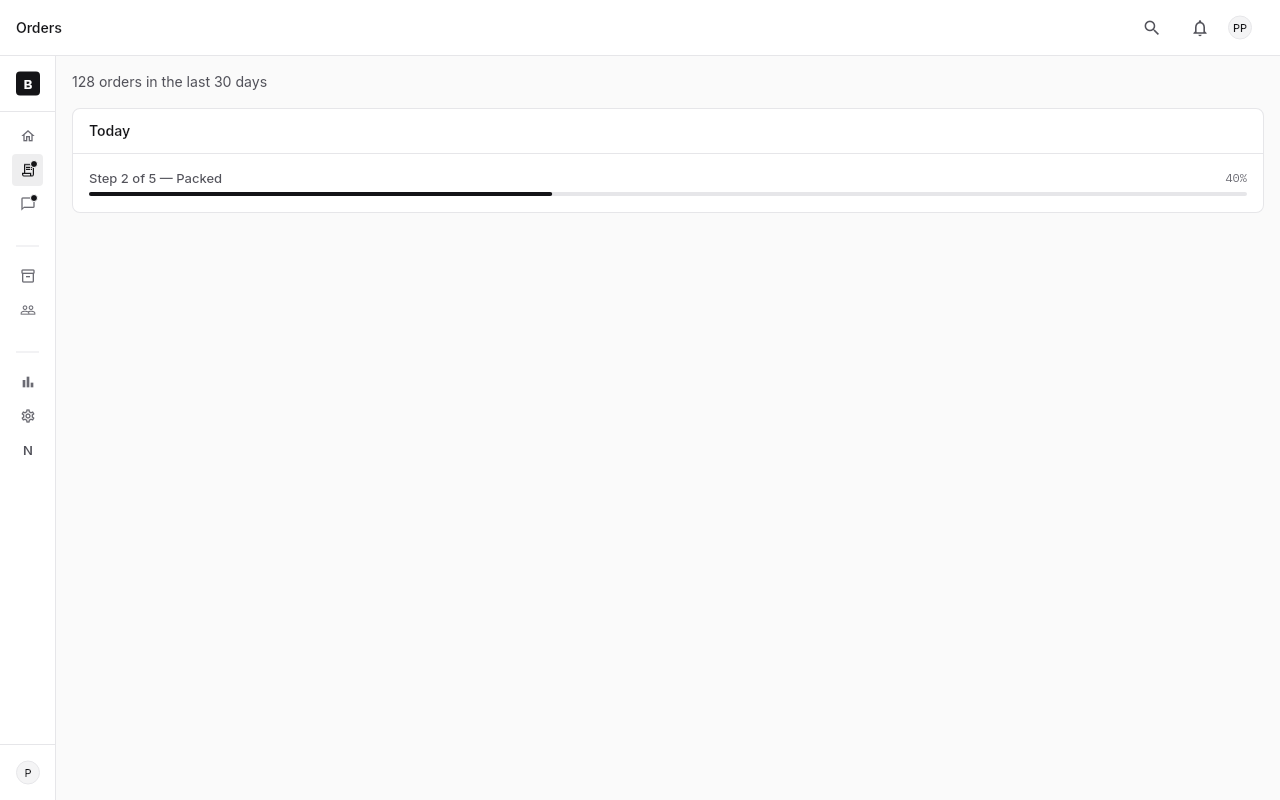 Orders
PP
B
128 orders in the last 30 days
Today
Step 2 of 5 — Packed
40%
N
P